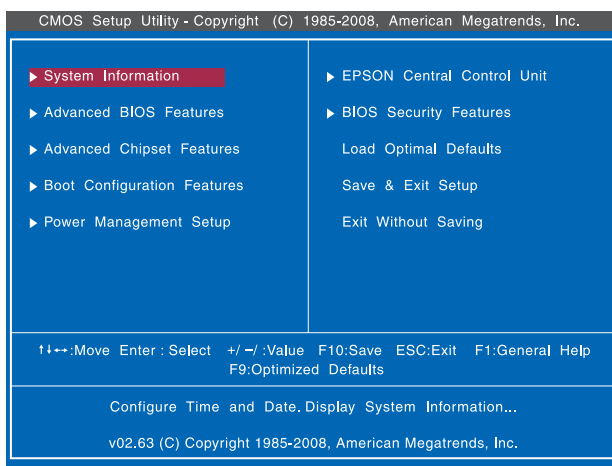 CMOS Setup Utility - Copyright (C) 1985-2008, American Megatrends, Inc.
▶ System Information
▶ Advanced BIOS Features
▶ Advanced Chipset Features
▶ Boot Configuration Features
▶ Power Management Setup
▶ EPSON Central Control Unit
▶ BIOS Security Features
Load Optimal Defaults
Save & Exit Setup
Exit Without Saving
↑↓↔:Move Enter : Select +/ −/ :Value F10:Save ESC:Exit F1:General Help
F9:Optimized Defaults
Configure Time and Date. Display System Information...
v02.63 (C) Copyright 1985-2008, American Megatrends, Inc.